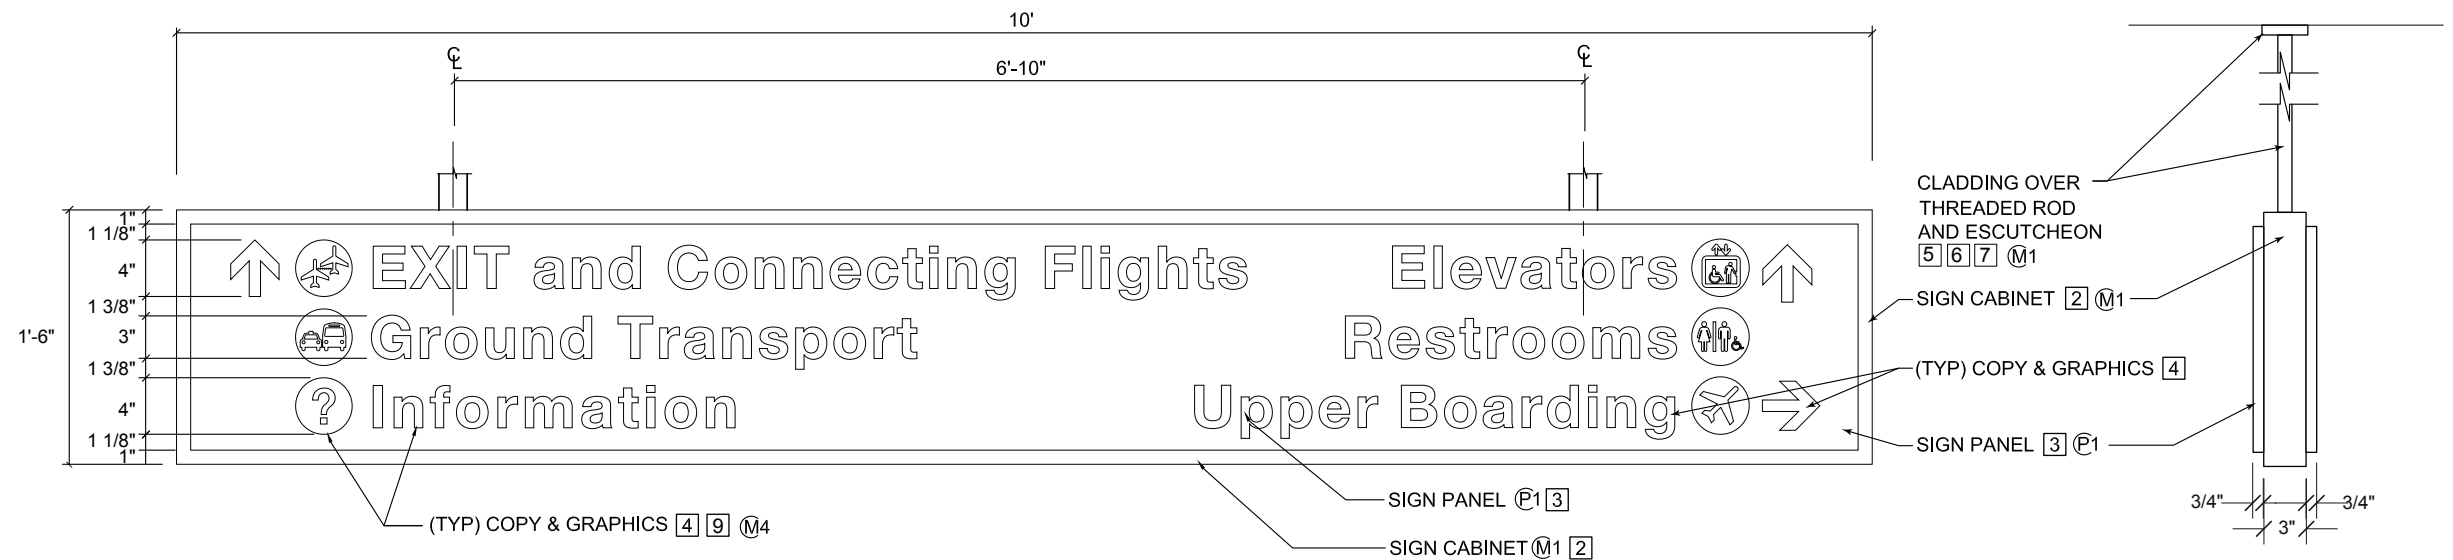 10'
℄
℄
6'-10"
1'-6"
1"
1 1/8"
4"
1 3/8"
3"
1 3/8"
4"
1 1/8"
1"
EXIT and Connecting Flights
Ground Transport
? Information
Elevators
Restrooms
Upper Boarding
(TYP) COPY & GRAPHICS 4 9 M4
SIGN PANEL P1 3
SIGN CABINET M1 2
CLADDING OVER
THREADED ROD
AND ESCUTCHEON
5 6 7 M1
SIGN CABINET 2 M1
(TYP) COPY & GRAPHICS 4
SIGN PANEL 3 P1
3/4"
3/4"
3"